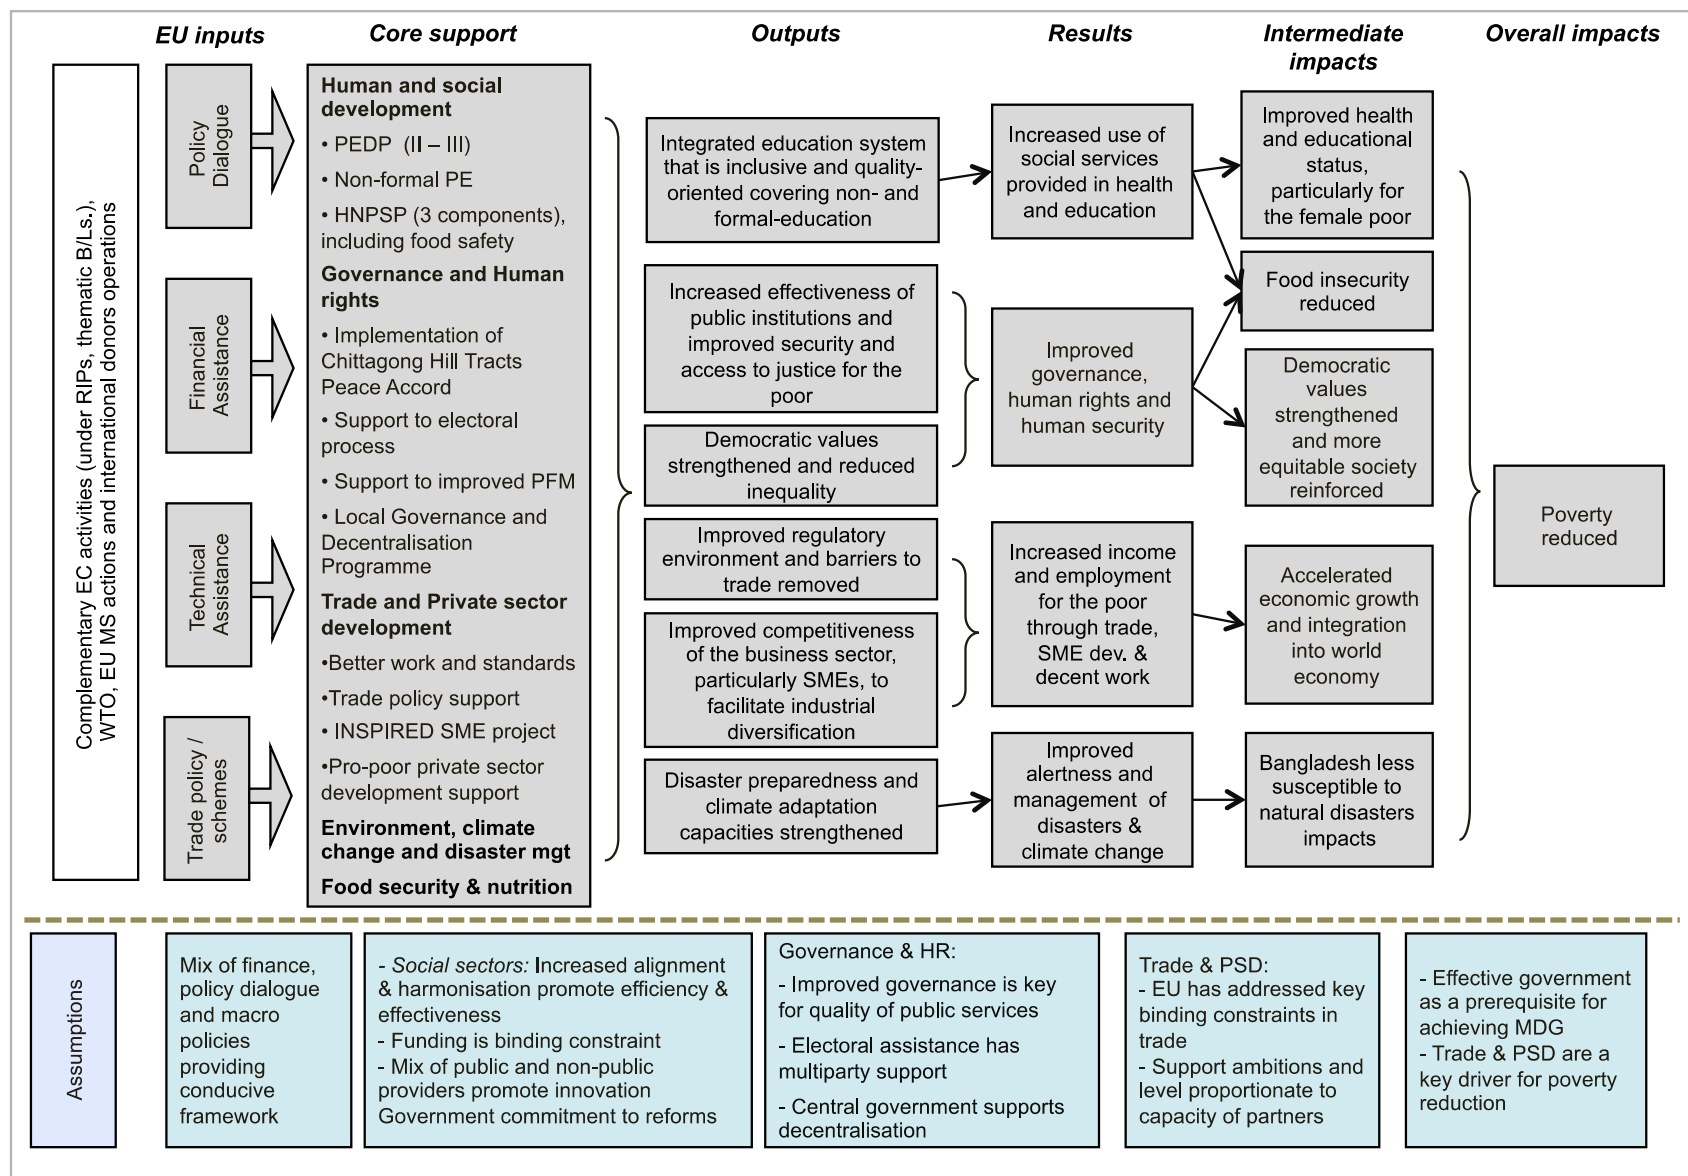 EU inputs
Core support
Outputs
Results
Intermediate
impacts
Overall impacts
Complementary EC activities (under RIPs, thematic B/Ls.),
WTO, EU MS actions and international donors operations
Policy
Dialogue
Financial
Assistance
Technical
Assistance
Trade policy /
schemes
Human and social
development
• PEDP (II – III)
• Non-formal PE
• HNPSP (3 components),
including food safety
Governance and Human
rights
• Implementation of
Chittagong Hill Tracts
Peace Accord
• Support to electoral
process
• Support to improved PFM
• Local Governance and
Decentralisation
Programme
Trade and Private sector
development
•Better work and standards
•Trade policy support
• INSPIRED SME project
•Pro-poor private sector
development support
Environment, climate
change and disaster mgt
Food security & nutrition
Integrated education system
that is inclusive and quality-
oriented covering non- and
formal-education
Increased effectiveness of
public institutions and
improved security and
access to justice for the
poor
Democratic values
strengthened and reduced
inequality
Improved regulatory
environment and barriers to
trade removed
Improved competitiveness
of the business sector,
particularly SMEs, to
facilitate industrial
diversification
Disaster preparedness and
climate adaptation
capacities strengthened
Increased use of
social services
provided in health
and education
Improved
governance,
human rights and
human security
Increased income
and employment
for the poor
through trade,
SME dev. &
decent work
Improved
alertness and
management of
disasters &
climate change
Improved health
and educational
status,
particularly for
the female poor
Food insecurity
reduced
Democratic
values
strengthened
and more
equitable society
reinforced
Accelerated
economic growth
and integration
into world
economy
Bangladesh less
susceptible to
natural disasters
impacts
Poverty
reduced
Assumptions
Mix of finance,
policy dialogue
and macro
policies
providing
conducive
framework
- Social sectors: Increased alignment
& harmonisation promote efficiency &
effectiveness
- Funding is binding constraint
- Mix of public and non-public
providers promote innovation
Government commitment to reforms
Governance & HR:
- Improved governance is key
for quality of public services
- Electoral assistance has
multiparty support
- Central government supports
decentralisation
Trade & PSD:
- EU has addressed key
binding constraints in
trade
- Support ambitions and
level proportionate to
capacity of partners
- Effective government
as a prerequisite for
achieving MDG
- Trade & PSD are a
key driver for poverty
reduction